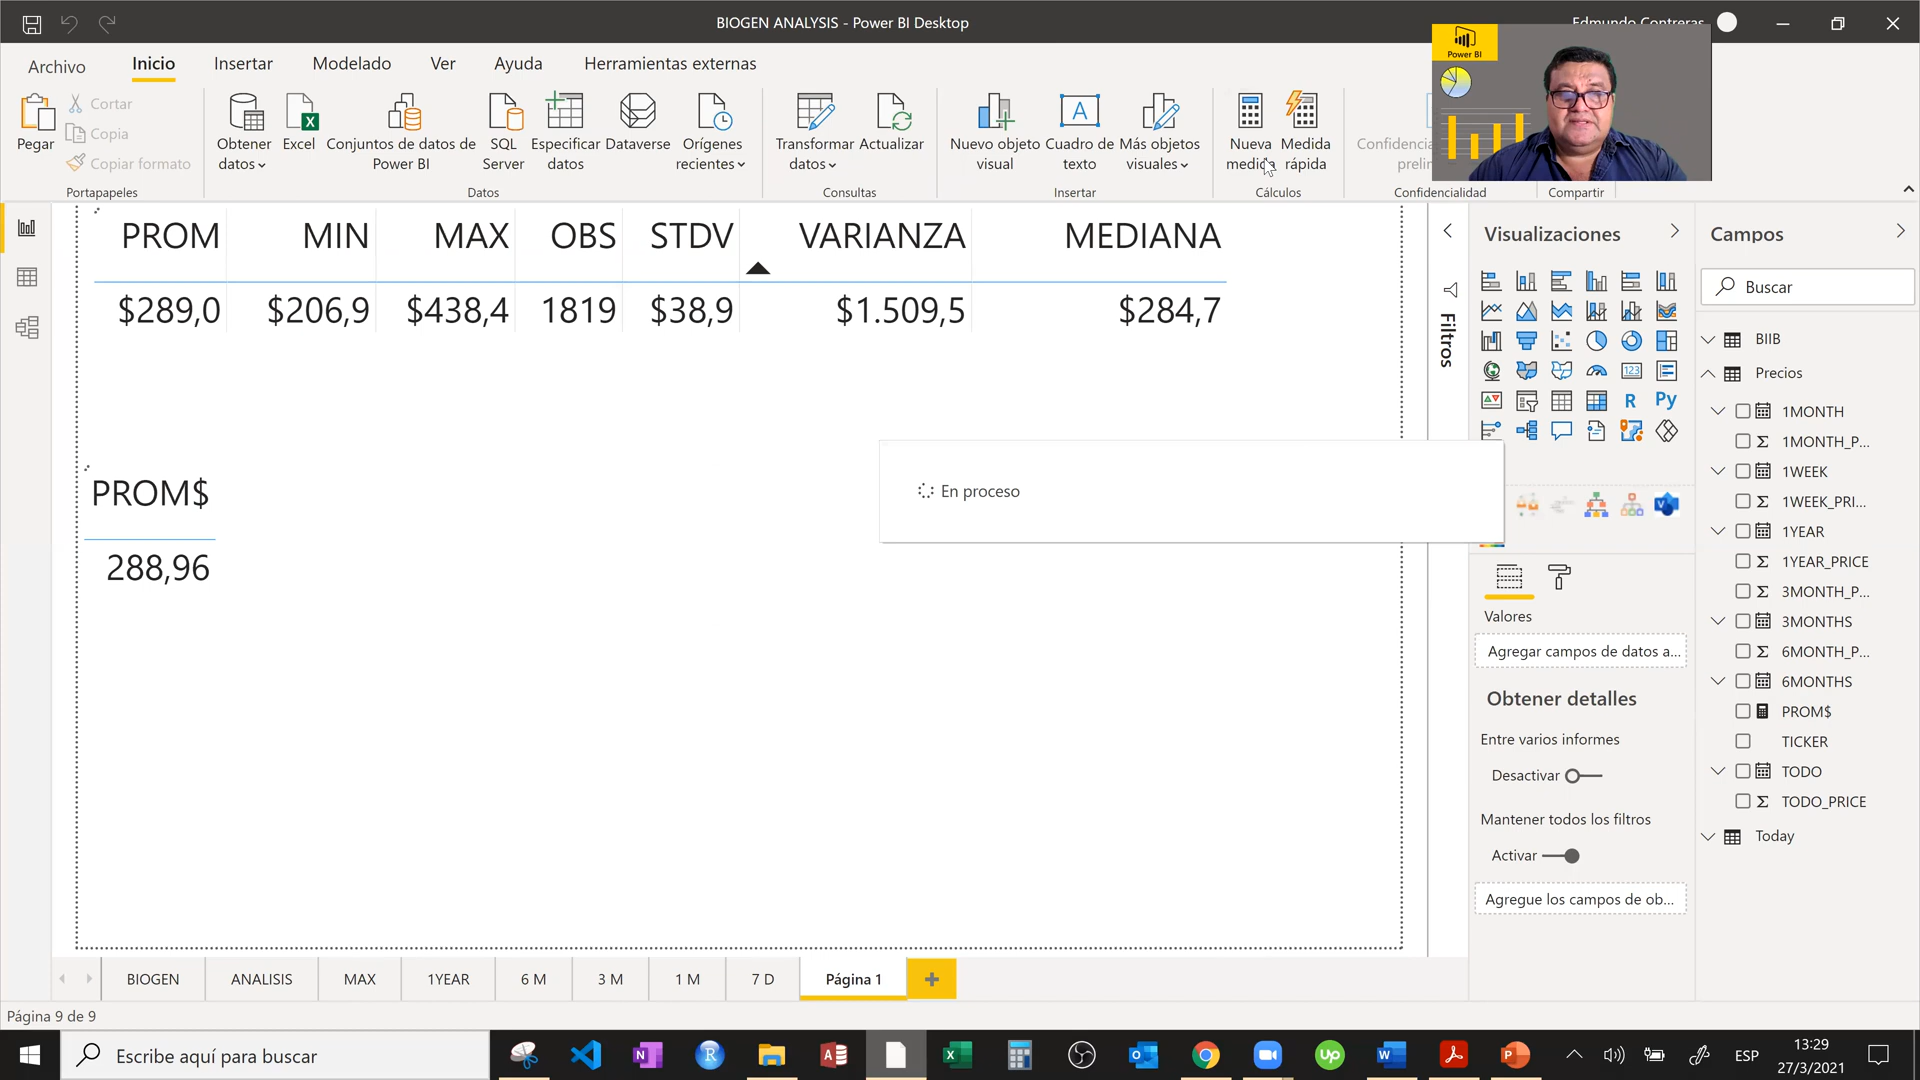 BIOGEN ANALYSIS - Power BI Desktop
Edmundo Contreras
Power BI
Archivo
Inicio
Insertar
Modelado
Ver
Ayuda
Herramientas externas
Pegar
Cortar
Copia
Copiar formato
Portapapeles
Obtener datos
Excel
Conjuntos de datos de Power BI
SQL Server
Especificar datos
Dataverse
Orígenes recientes
Datos
Transformar datos
Actualizar
Consultas
Nuevo objeto visual
Cuadro de texto
Más objetos visuales
Insertar
Nueva medida
Medida rápida
Cálculos
Confidencialidad
Compartir
PROM MIN MAX OBS STDV VARIANZA MEDIANA
$289,0 $206,9 $438,4 1819 $38,9 $1.509,5 $284,7
PROM$
288,96
En proceso
Filtros
Visualizaciones
123
R
Py
Valores
Agregar campos de datos a...
Obtener detalles
Entre varios informes
Desactivar
Mantener todos los filtros
Activar
Agregue los campos de ob...
Campos
Buscar
BIIB
Precios
1MONTH
1MONTH_P...
1WEEK
1WEEK_PRI...
1YEAR
1YEAR_PRICE
3MONTH_P...
3MONTHS
6MONTH_P...
6MONTHS
PROM$
TICKER
TODO
TODO_PRICE
Today
BIOGEN
ANALISIS
MAX
1YEAR
6 M
3 M
1 M
7 D
Página 1
Página 9 de 9
Escribe aquí para buscar
ESP
13:29
27/3/2021